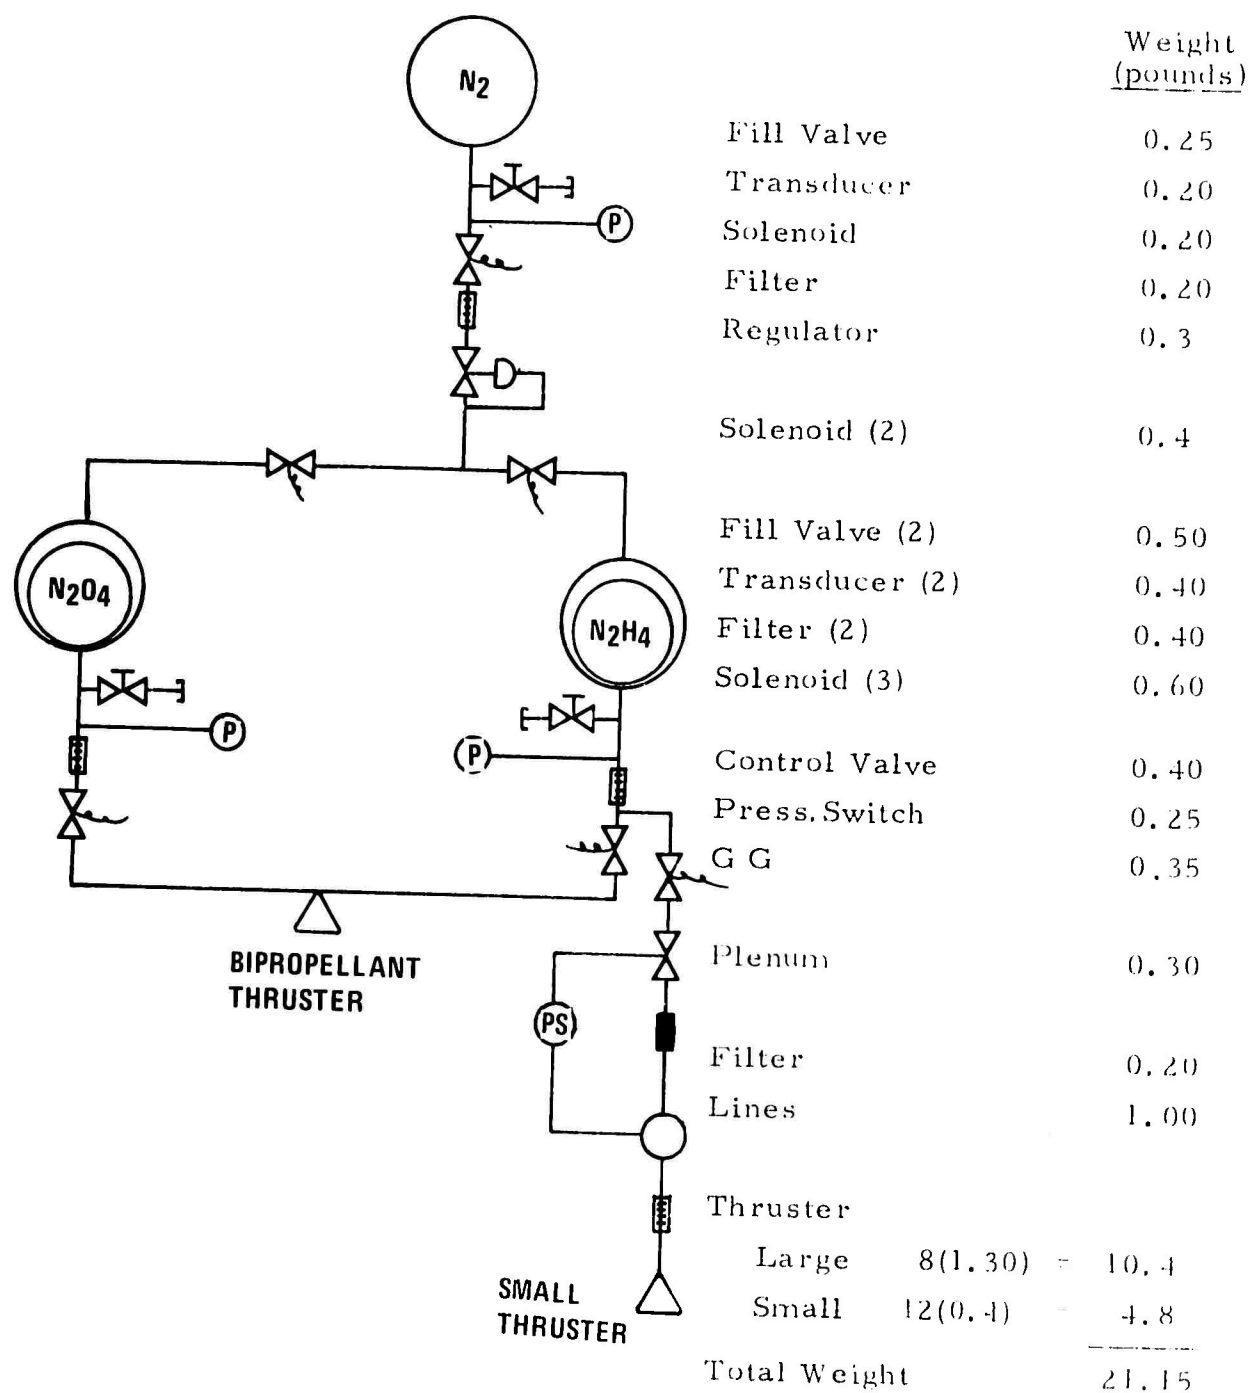 Weight
(pounds)
N2
Fill Valve 0.25
Transducer 0.20
P
Solenoid 0.20
Filter 0.20
Regulator 0.3
Solenoid (2) 0.4
Fill Valve (2) 0.50
N2O4
Transducer (2) 0.40
N2H4
Filter (2) 0.40
Solenoid (3) 0.60
P
P
Control Valve 0.40
Press. Switch 0.25
G G 0.35
BIPROPELLANT
THRUSTER
Plenum 0.30
PS
Filter 0.20
Lines 1.00
Thruster
Large 8(1.30) = 10.4
SMALL
THRUSTER
Small 12(0.4) 4.8
Total Weight 21.15